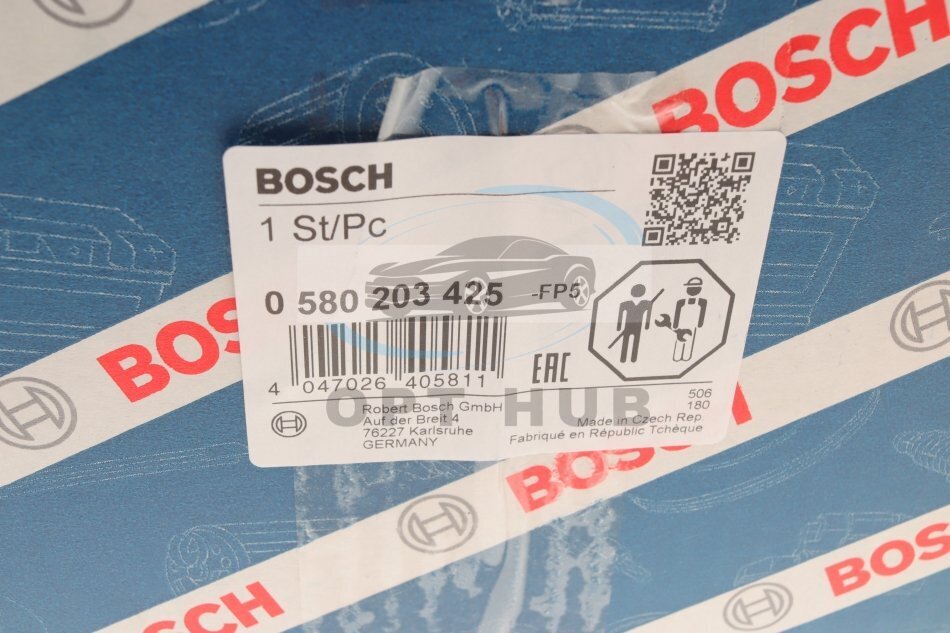 BOSCH
BOSCH
1 St/Pc
0 580 203 425 -FP5
BOS
4 047026 405811
EAC
OPT HUB
Robert Bosch GmbH
Auf der Breit 4
76227 Karlsruhe
GERMANY
506
180
Made in Czech Rep
Fabriqué en République Tchèque
BOSCH
BOSCH
BOSCH